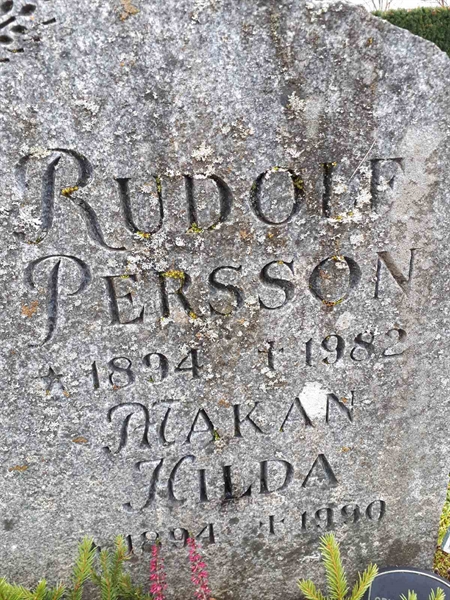 RUDOLF
PERSSON
* 1894 † 1982
MAKAN
HILDA
* 1894 † 1990